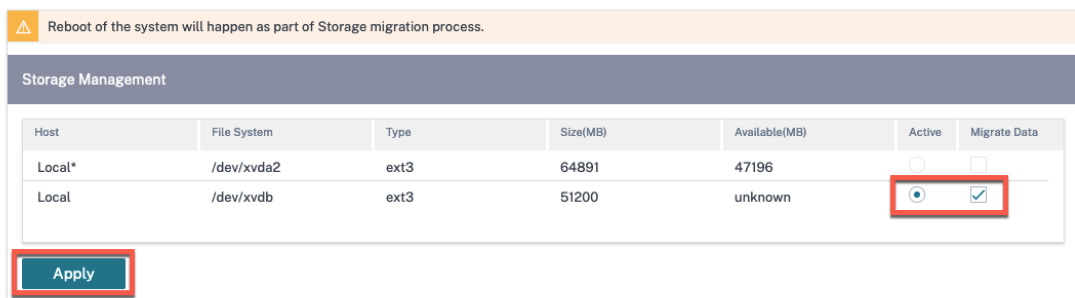 Reboot of the system will happen as part of Storage migration process.
Storage Management
Host File System Type Size(MB) Available(MB) Active Migrate Data
Local* /dev/xvda2 ext3 64891 47196
Local /dev/xvdb ext3 51200 unknown
Apply